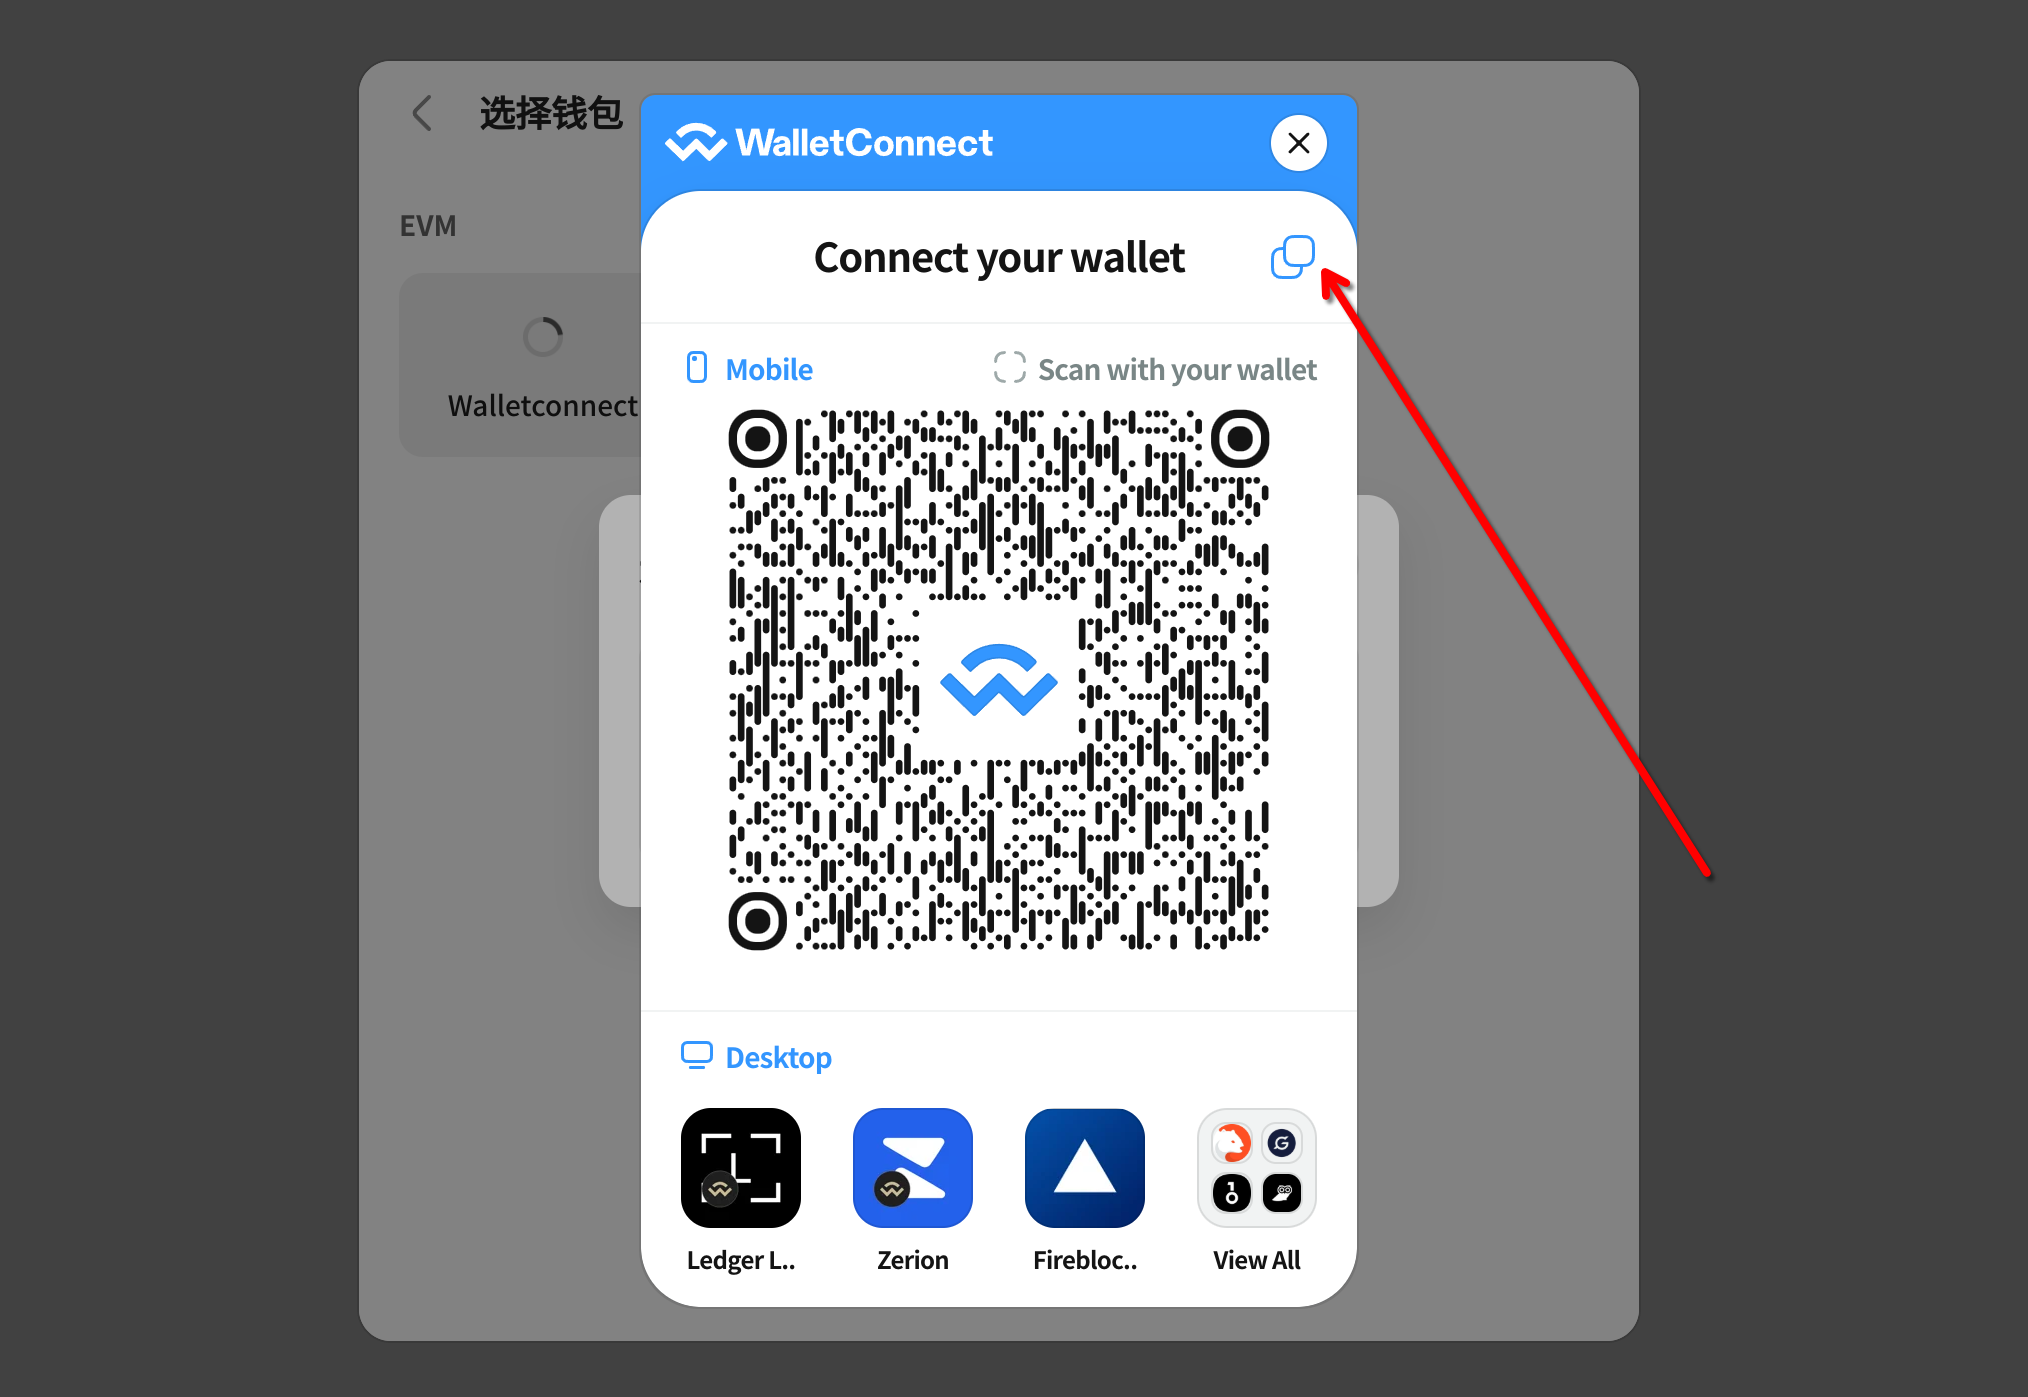 选择钱包
WalletConnect
EVM
Connect your wallet
Mobile
Scan with your wallet
Walletconnect
Desktop
Ledger L..
Zerion
Firebloc..
View All